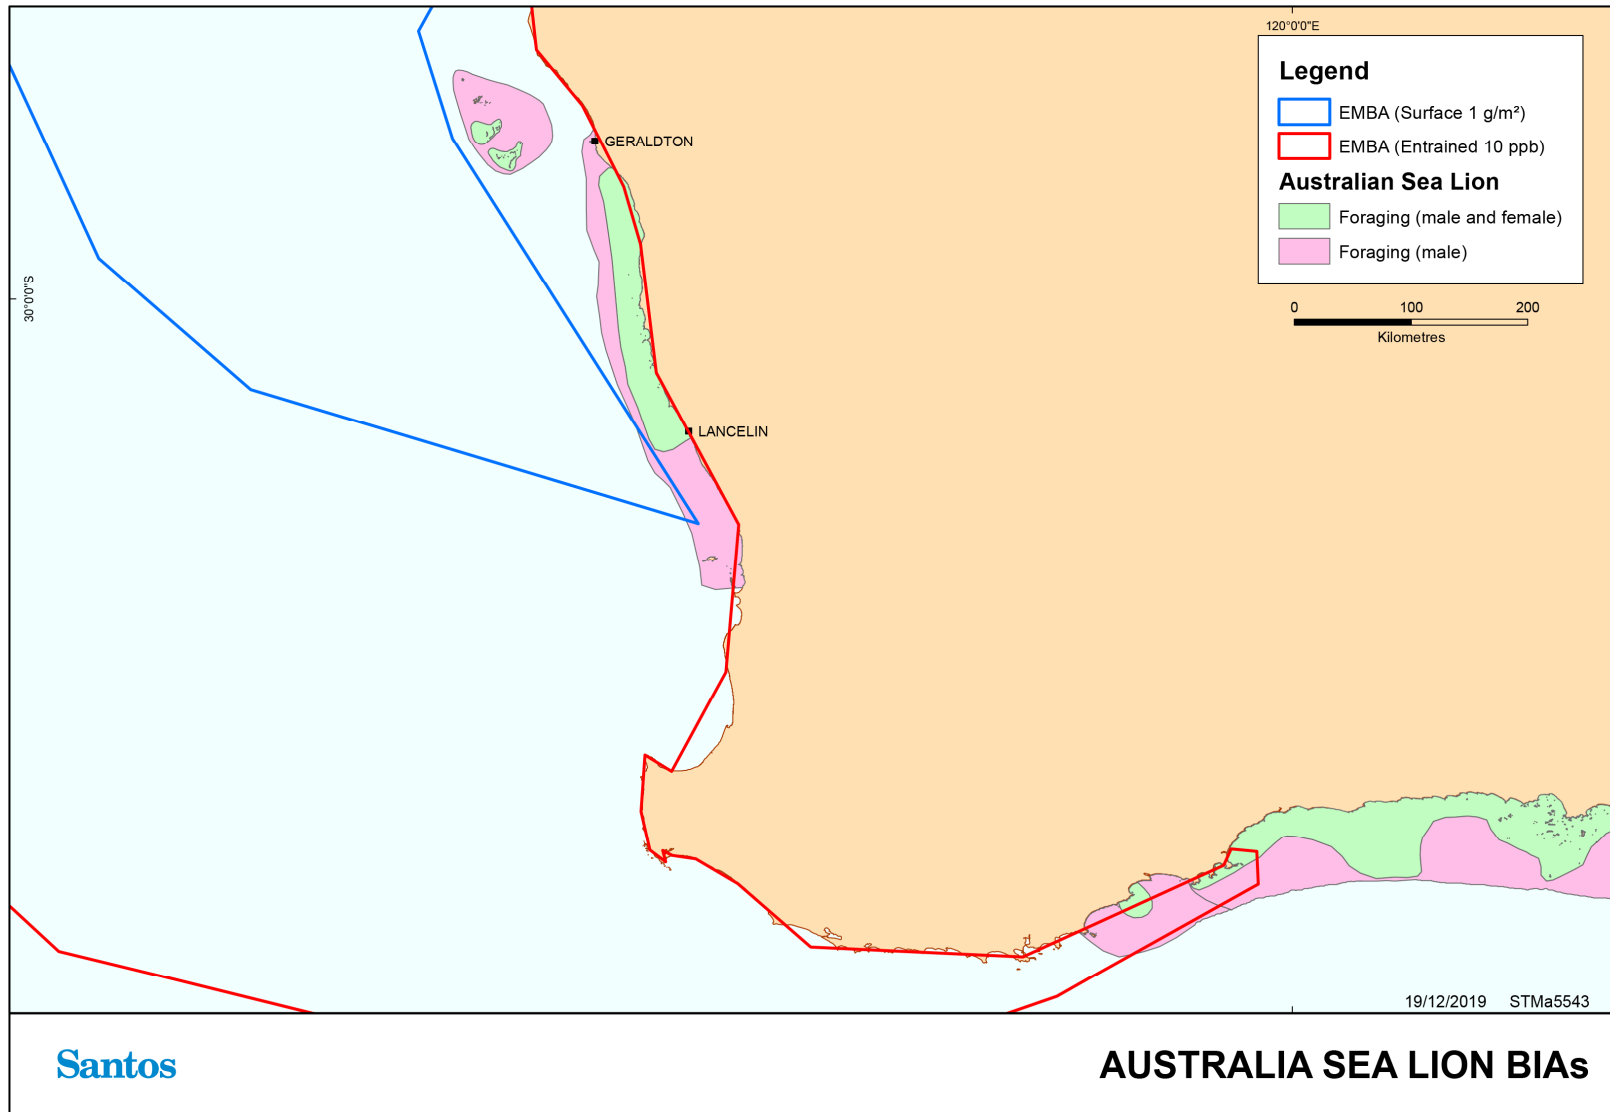 120°0'0"E
Legend
EMBA (Surface 1 g/m²)
EMBA (Entrained 10 ppb)
Australian Sea Lion
Foraging (male and female)
Foraging (male)
GERALDTON
30°0'0"S
0 100 200
Kilometres
LANCELIN
19/12/2019 STMa5543
Santos
AUSTRALIA SEA LION BIAs